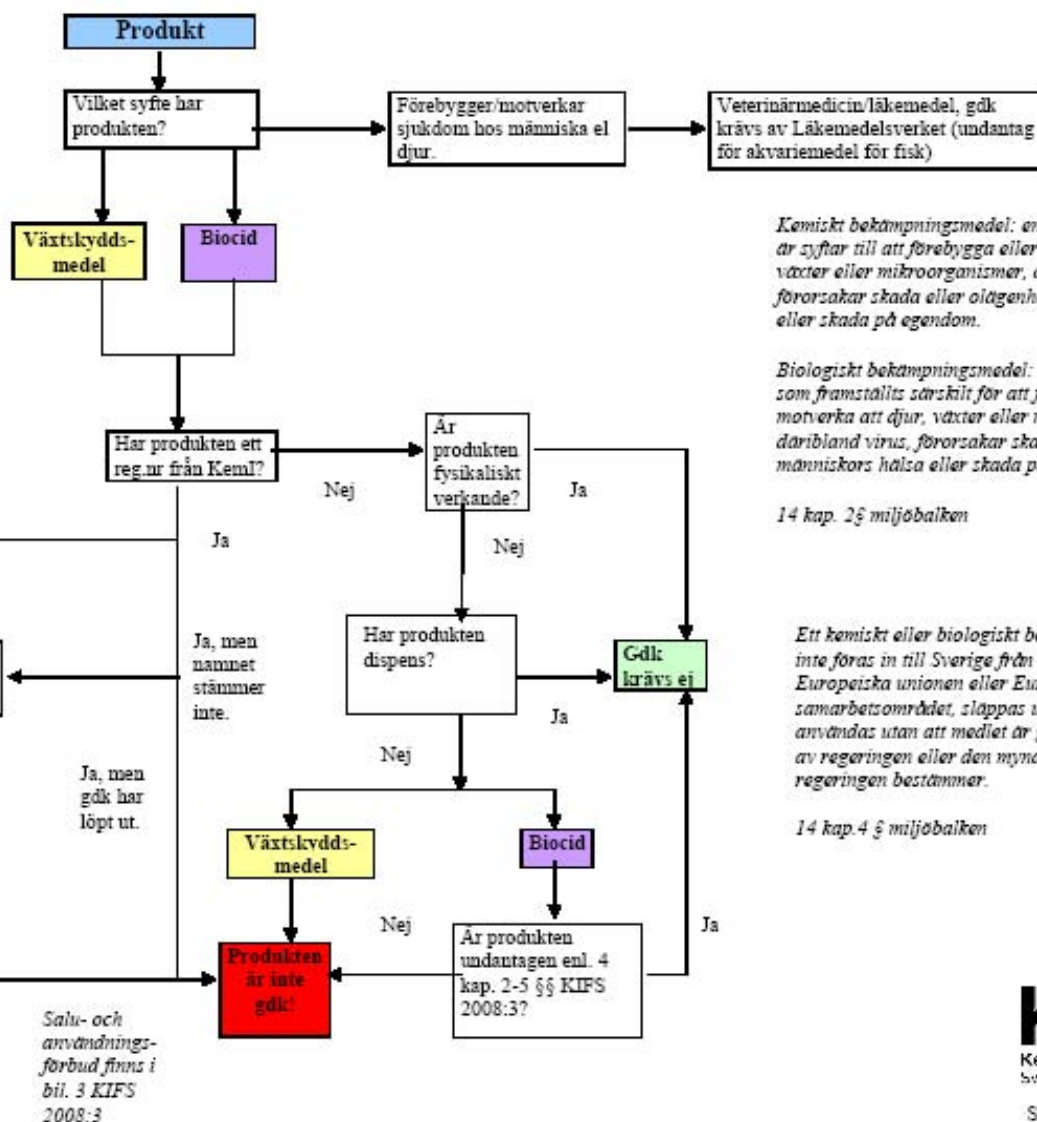 Produkt
Vilket syfte har
produkten?
Förebygger/motverkar
sjukdom hos människa el
djur.
Veterinärmedicin/läkemedel, gdk
krävs av Läkemedelsverket (undantag
för akvariemedel för fisk)
Växtskydds-
medel
Biocid
Kemiskt bekämpningsmedel: en
är syftar till att förebygga eller
växter eller mikroorganismer,
förorsakar skada eller
eller skada på egendom.
Biologiskt bekämpningsmedel:
som framställts särskilt för att
motverka att djur, växter eller
däribland virus, förorsakar
människors hälsa eller skada
14 kap. 2§ miljöbalken
Har produkten ett
reg.nr från KemI?
Nej
Är
produkten
fysikaliskt
verkande?
Ja
Ja
Nej
Ja, men
namnet
stämmer
inte.
Har produkten
dispens?
Gdk
krävs ej
Ja
Nej
Ett kemiskt eller biologiskt
inte föras in till Sverige från
Europeiska unionen eller
samarbetsområdet, släppas
användas utan att medlet är
av regeringen eller den
regeringen bestämmer.
14 kap.4 § miljöbalken
Ja, men
gdk har
löpt ut.
Växtskydds-
medel
Biocid
Nej
Ja
Produkten
är inte
gdk!
Är produkten
undantagen enl. 4
kap. 2-5 §§ KIFS
2008:3?
Salu- och
användnings-
förbud finns i
bil. 3 KIFS
2008:3